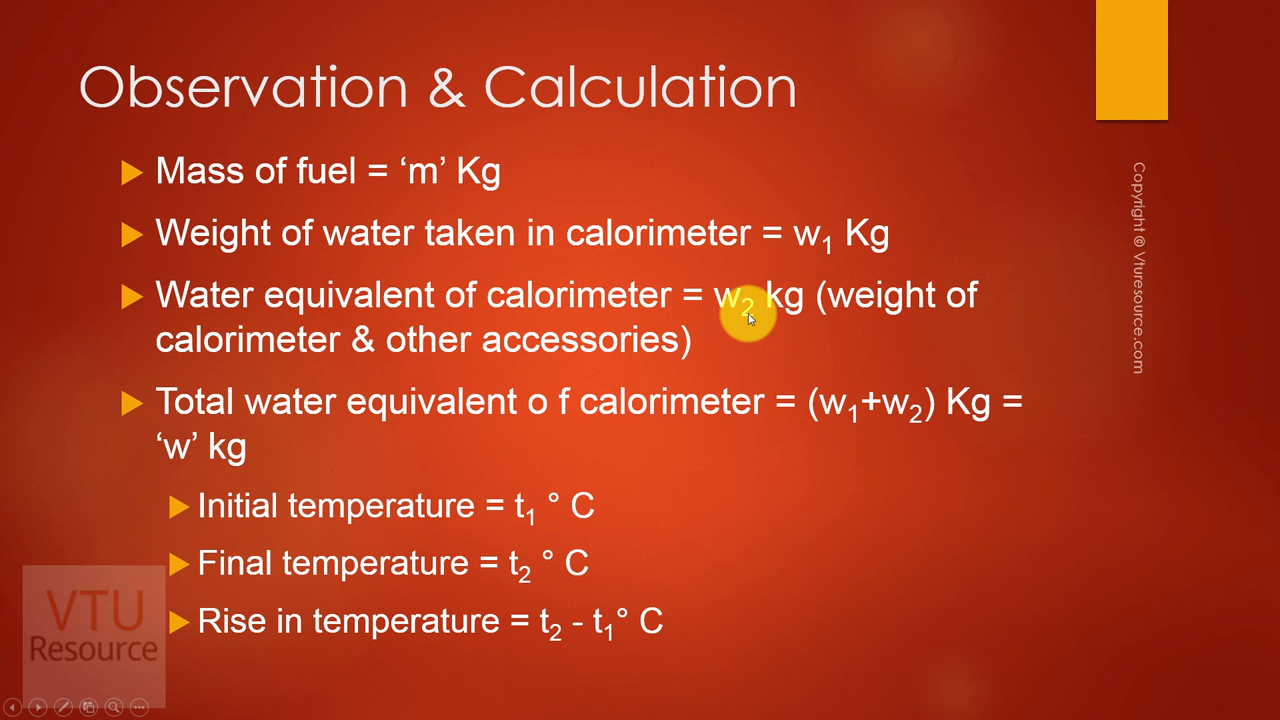 Observation & Calculation
Mass of fuel = ‘m’ Kg
Weight of water taken in calorimeter = w₁ Kg
Water equivalent of calorimeter = w₂ kg (weight of
calorimeter & other accessories)
Total water equivalent o f calorimeter = (w₁+w₂) Kg =
‘w’ kg
Initial temperature = t₁ ° C
Final temperature = t₂ ° C
Rise in temperature = t₂ - t₁° C
Copyright © Vturesource.com
VTU
Resource